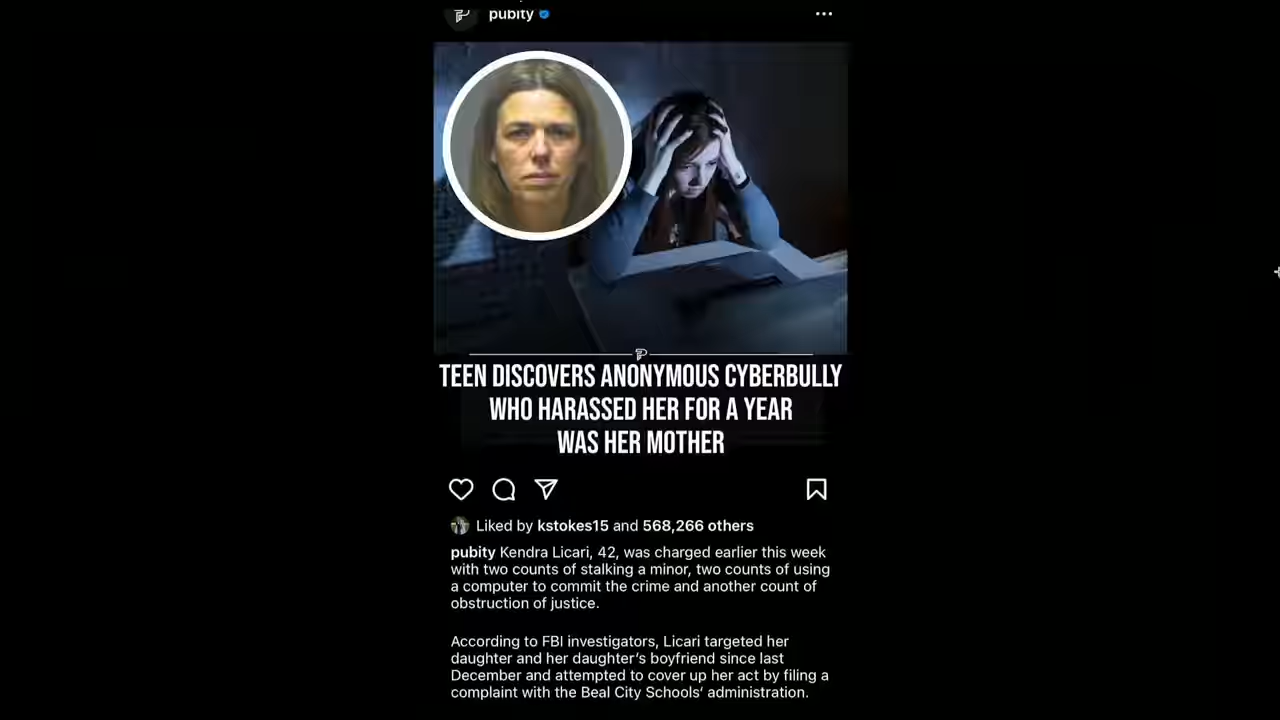 pubity
TEEN DISCOVERS ANONYMOUS CYBERBULLY
WHO HARASSED HER FOR A YEAR
WAS HER MOTHER
Liked by kstokes15 and 568,266 others
pubity Kendra Licari, 42, was charged earlier this week
with two counts of stalking a minor, two counts of using
a computer to commit the crime and another count of
obstruction of justice.
According to FBI investigators, Licari targeted her
daughter and her daughter's boyfriend since last
December and attempted to cover up her act by filing a
complaint with the Beal City Schools' administration.